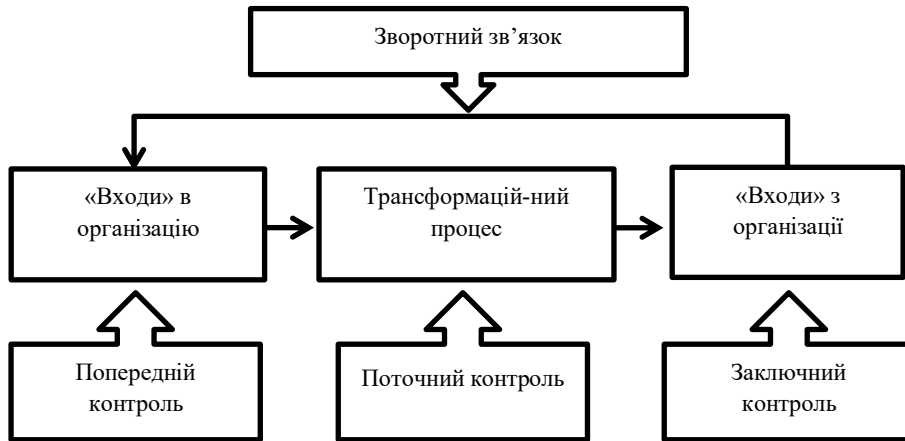 Зворотний зв’язок
«Входи» в
організацію
Трансформацій-ний
процес
«Входи» з
організації
Попередній
контроль
Поточний контроль
Заключний
контроль